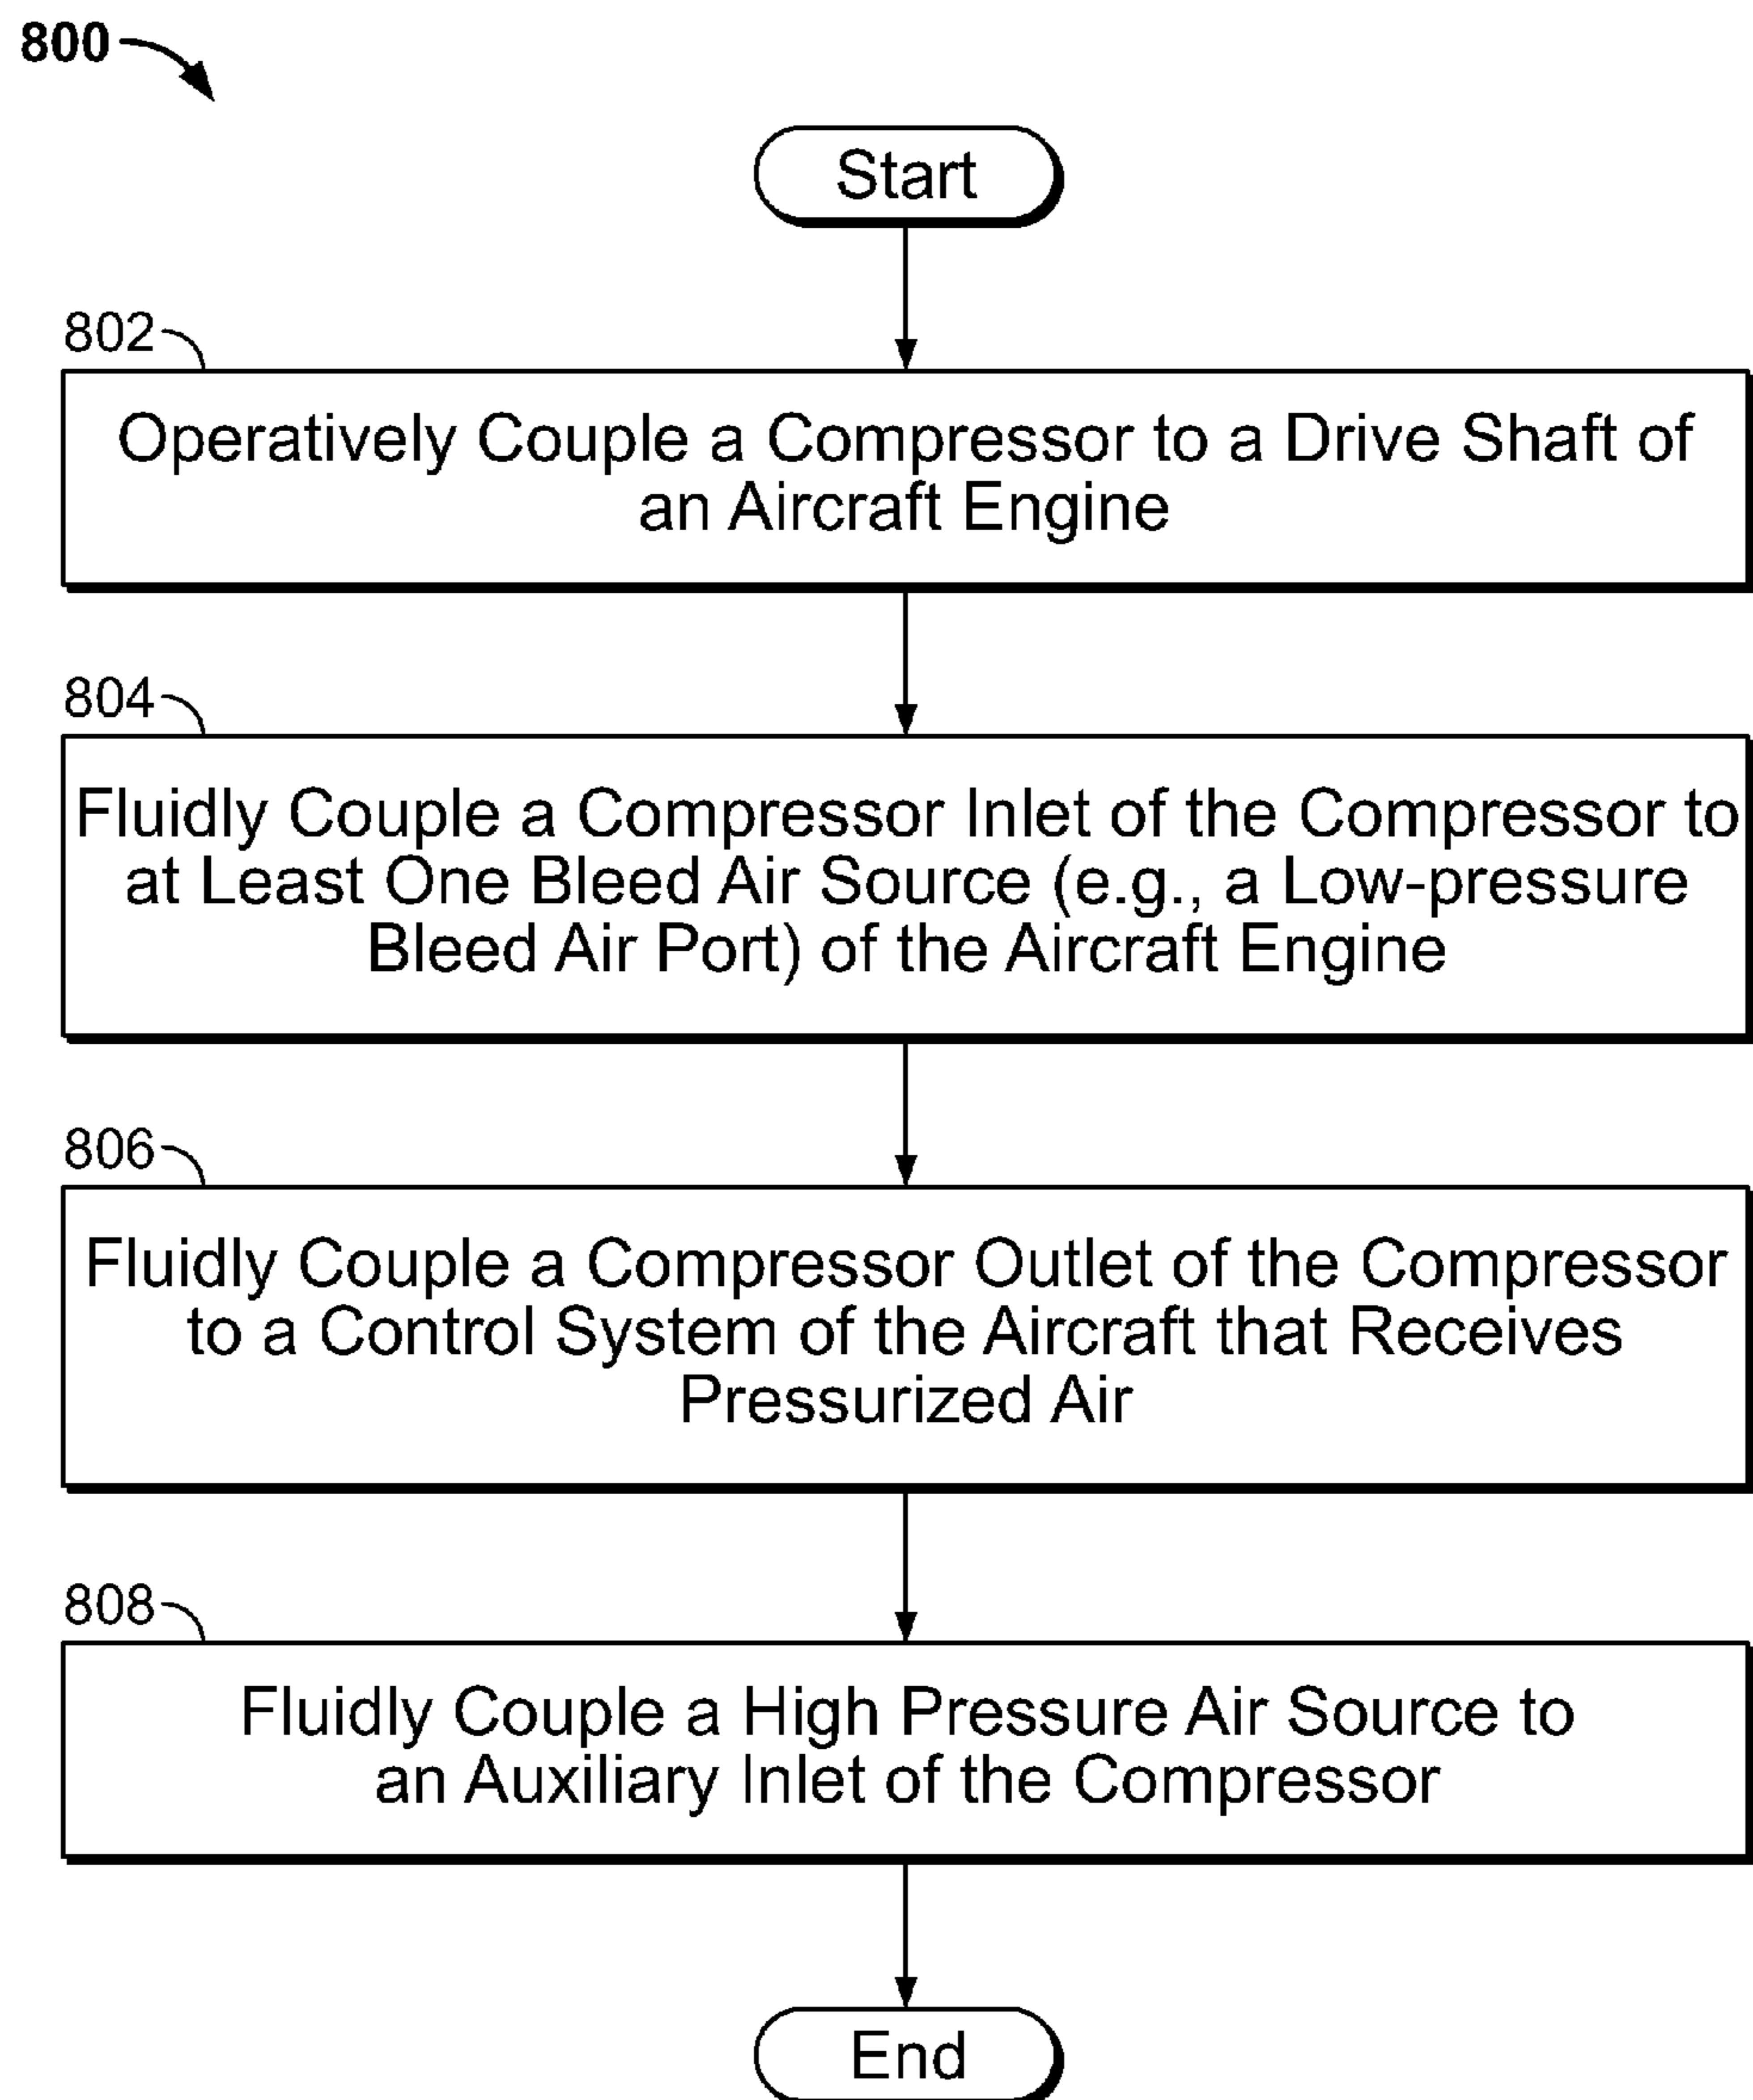 800
Start
802
Operatively Couple a Compressor to a Drive Shaft of
an Aircraft Engine
804
Fluidly Couple a Compressor Inlet of the Compressor to
at Least One Bleed Air Source (e.g., a Low-pressure
Bleed Air Port) of the Aircraft Engine
806
Fluidly Couple a Compressor Outlet of the Compressor
to a Control System of the Aircraft that Receives
Pressurized Air
808
Fluidly Couple a High Pressure Air Source to
an Auxiliary Inlet of the Compressor
End